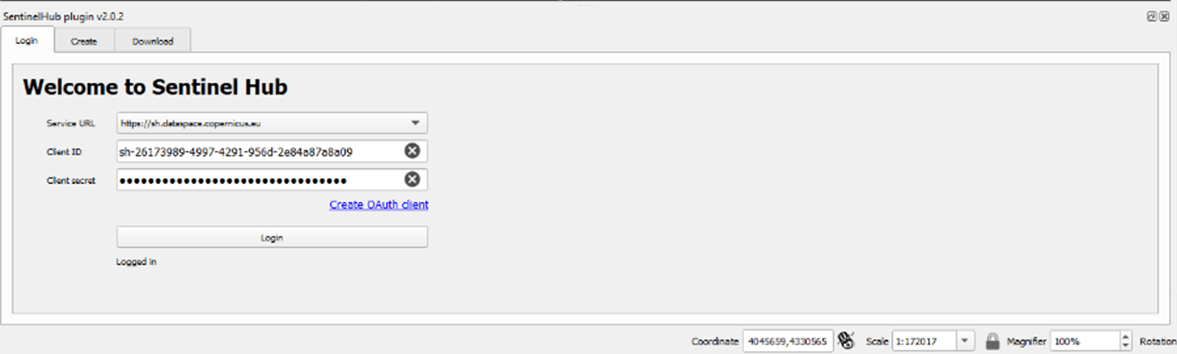 SentinelHub plugin v2.0.2
Login Create Download
Welcome to Sentinel Hub
Service URL https://sh.dataspace.copernicus.eu
Client ID sh-26173989-4997-4291-956d-2e84a87a8a09
Client secret ••••••••••••••••••••••••••••••••
Create OAuth client
Login
Logged in
Coordinate 4045659,4330565 Scale 1:172017 Magnifier 100% Rotation